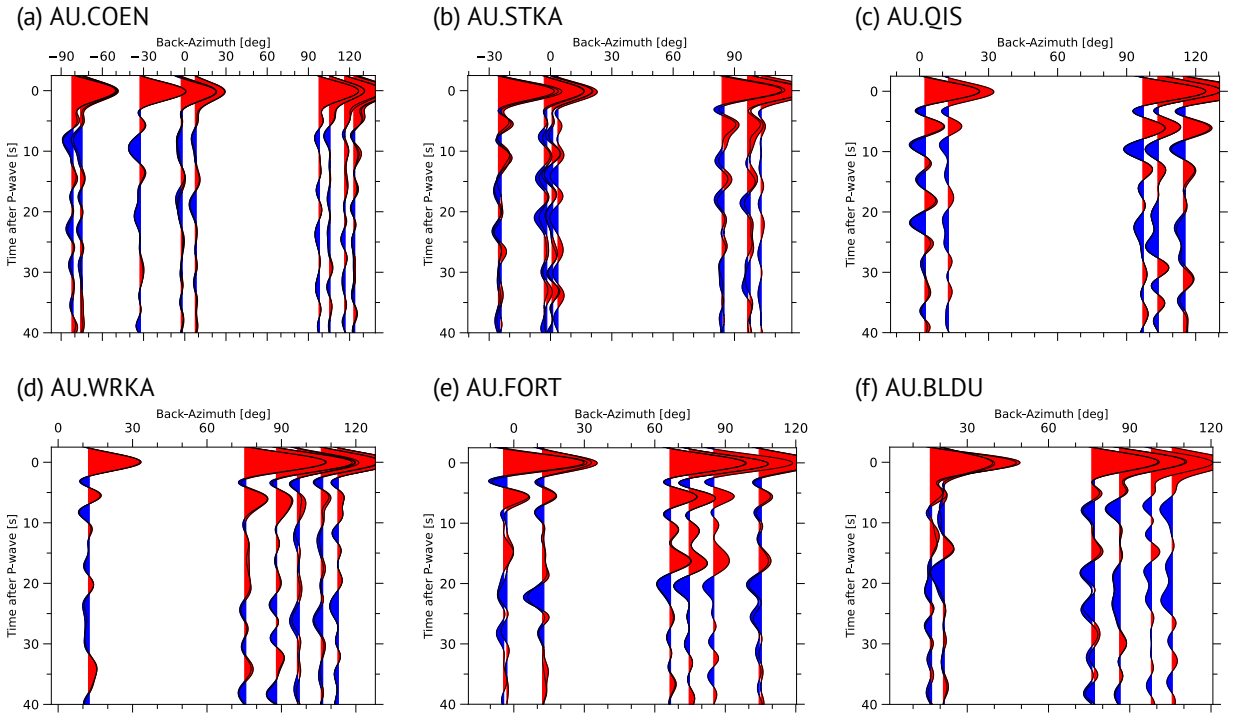 (a) AU.COEN
Back–Azimuth [deg]
−90 −60 −30 0 30 60 90 120
Time after P-wave [s]
0
10
20
30
40
(b) AU.STKA
Back–Azimuth [deg]
−30 0 30 60 90
Time after P-wave [s]
0
10
20
30
40
(c) AU.QIS
Back–Azimuth [deg]
0 30 60 90 120
Time after P-wave [s]
0
10
20
30
40
(d) AU.WRKA
Back–Azimuth [deg]
0 30 60 90 120
Time after P-wave [s]
0
10
20
30
40
(e) AU.FORT
Back–Azimuth [deg]
0 30 60 90 120
Time after P-wave [s]
0
10
20
30
40
(f) AU.BLDU
Back–Azimuth [deg]
30 60 90 120
Time after P-wave [s]
0
10
20
30
40